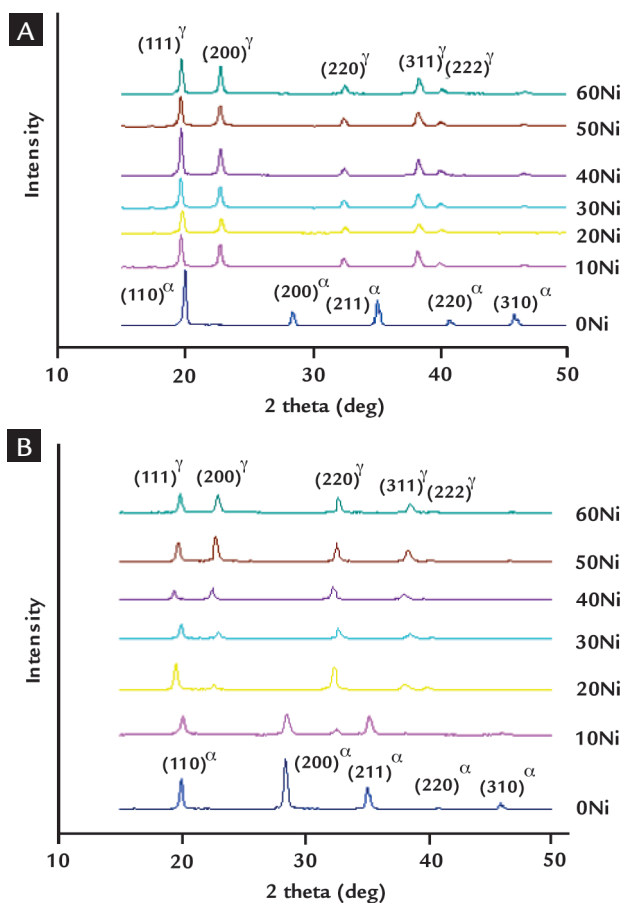 A
(111)γ
(200)γ
(220)γ
(311)γ
(222)γ
60Ni
50Ni
40Ni
30Ni
20Ni
10Ni
(110)α
(200)α
(211)α
(220)α
(310)α
0Ni
Intensity
10 20 30 40 50
2 theta (deg)
B
(111)γ
(200)γ
(220)γ
(311)γ
(222)γ
60Ni
50Ni
40Ni
30Ni
20Ni
10Ni
(110)α
(200)α
(211)α
(220)α
(310)α
0Ni
Intensity
10 20 30 40 50
2 theta (deg)